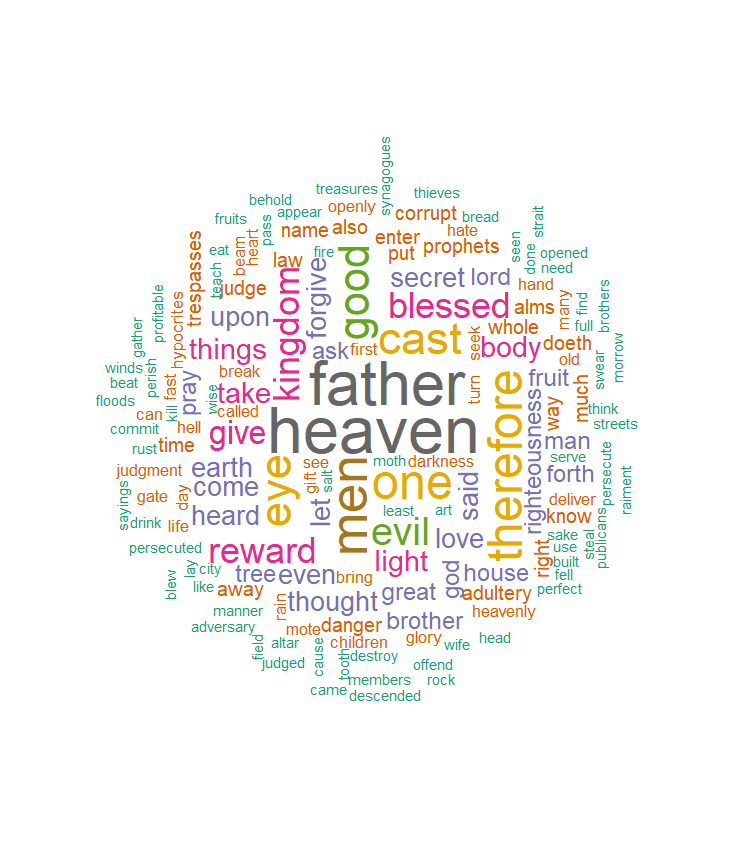 synagogues
treasures
thieves
behold
appear
openly
corrupt
bread
strait
fruits
pass
name
also
enter
hate
seen
done
opened
eat
beam
heart
law
fire
put
prophets
need
teach
trespasses
judge
forgive
good
secret
lord
hand
find
brothers
profitable
hypocrites
upon
kingdom
blessed
alms
many
full
gather
things
ask
first
cast
seek
whole
body
doeth
old
swear
morrow
winds
perish
fast
pray
break
take
father
turn
fruit
much
think
beat
floods
kill
wise
called
heaven
therefore
righteousness
way
streets
can
commit
hell
give
rust
time
eye
see
men
moth
darkness
one
said
man
serve
judgment
earth
gift
salt
forth
persecute
raiment
sayings
gate
day
come
let
least
art
deliver
publicans
drink
life
heard
evil
love
know
sake
steal
persecuted
reward
light
god
house
right
use
built
blew
lay
city
tree
even
bring
fell
like
away
thought
great
adultery
perfect
manner
rain
brother
heavenly
adversary
mote
danger
field
altar
children
glory
wife
head
judged
cause
tooth
destroy
offend
members
rock
came
descended